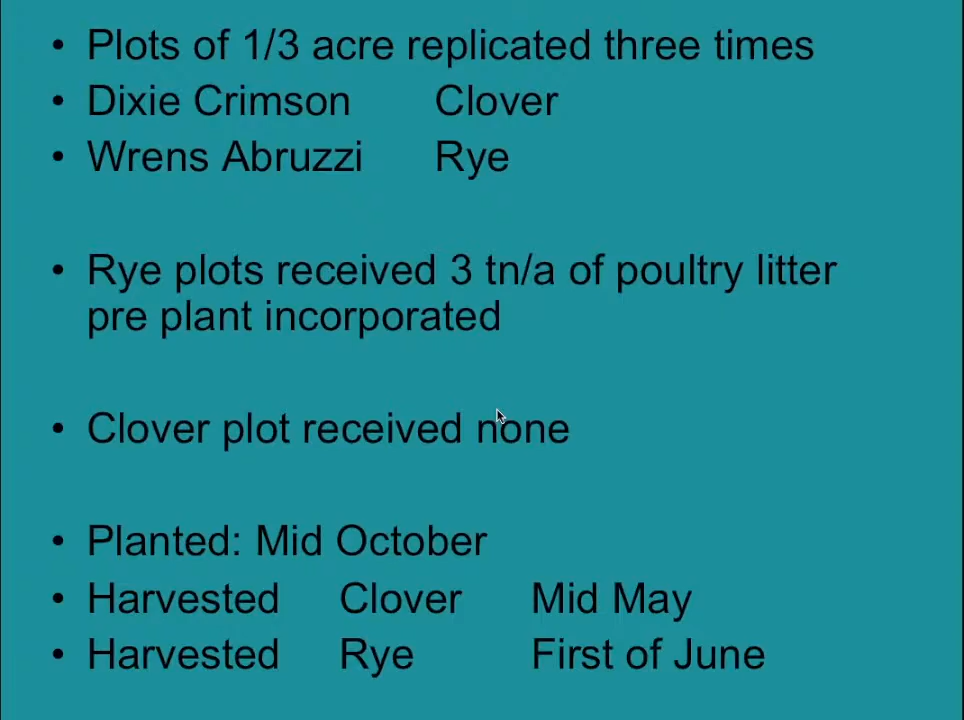 • Plots of 1/3 acre replicated three times
• Dixie Crimson Clover
• Wrens Abruzzi Rye
• Rye plots received 3 tn/a of poultry litter
pre plant incorporated
• Clover plot received none
• Planted: Mid October
• Harvested Clover Mid May
• Harvested Rye First of June